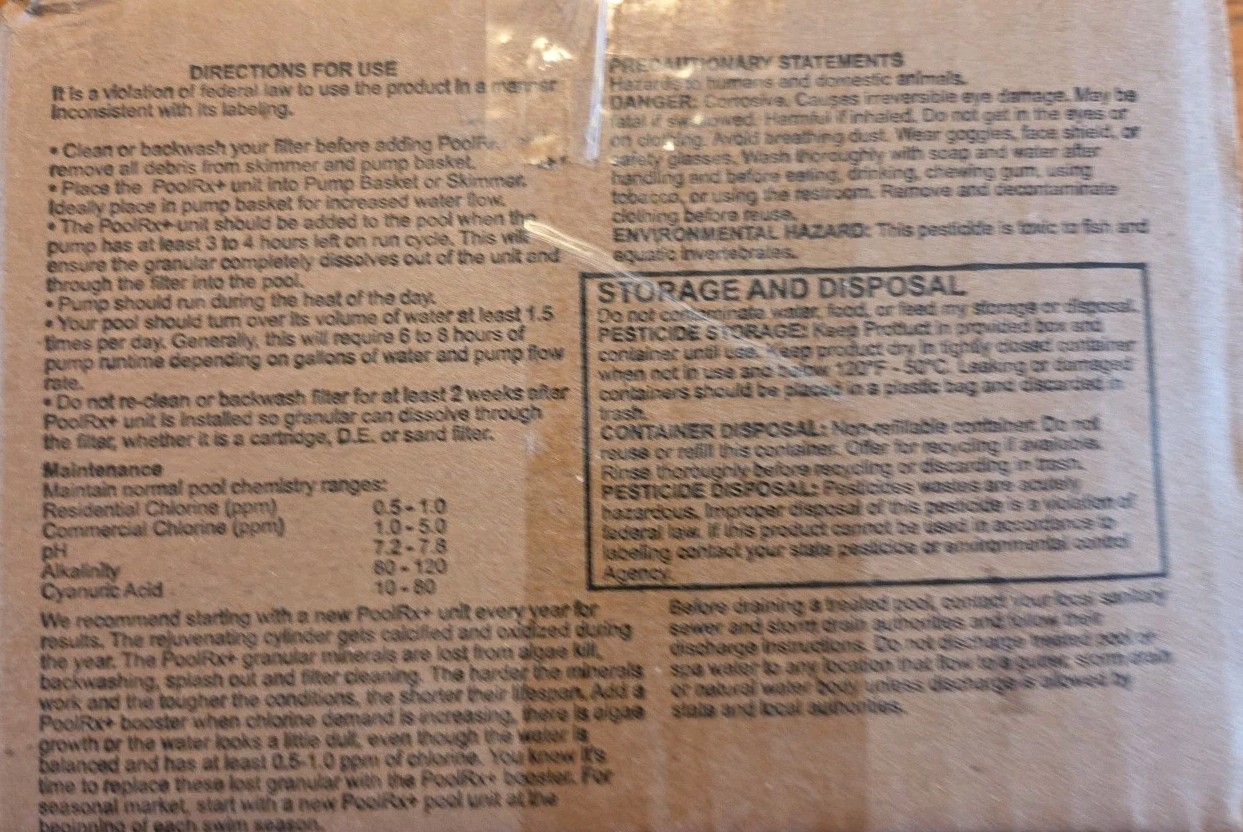 DIRECTIONS FOR USE
It is a violation of federal law to use the product in a manner
inconsistent with its labeling.
• Clean or backwash your filter before adding
remove all debris from skimmer and pump basket.
• Place the PoolRx+ unit into Pump Basket or Skimmer.
Ideally place in pump basket for increased water flow.
• The PoolRx+ unit should be added to the pool when the
pump has at least 3 to 4 hours left on run cycle. This will
ensure the granular completely dissolves out of the unit and
through the filter into the pool.
• Pump should run during the heat of the day.
• Your pool should turn over its volume of water at least 1.5
times per day. Generally, this will require 6 to 8 hours of
pump runtime depending on gallons of water and pump flow
rate.
• Do not re-clean or backwash filter for at least 2 weeks after
PoolRx+ unit is installed so granular can dissolve through
the filter, whether it is a cartridge, D.E. or sand filter.
Maintenance
Maintain normal pool chemistry ranges:
Residential Chlorine (ppm) 0.5 - 1.0
Commercial Chlorine (ppm) 1.0 - 5.0
pH 7.2 - 7.8
Alkalinity 80 - 120
Cyanuric Acid 10 - 80
We recommend starting with a new PoolRx+ unit every year for
results. The rejuvenating cylinder gets calcified and oxidized during
the year. The PoolRx+ granular minerals are lost from algae kill,
backwashing, splash out and filter cleaning. The harder the minerals
work and the tougher the conditions, the shorter their lifespan. Add a
PoolRx+ booster when chlorine demand is increasing, there is algae
growth or the water looks a little dull, even though the water is
balanced and has at least 0.5-1.0 ppm of chlorine. You know it's
time to replace these lost granular with the PoolRx+ booster. For
seasonal market, start with a new PoolRx+ pool unit at the
beginning of each swim season.
PRECAUTIONARY STATEMENTS
Hazards to humans and domestic animals.
DANGER: Corrosive. Causes irreversible eye damage. May be
fatal if swallowed. Harmful if inhaled. Do not get in the eyes or
on clothing. Avoid breathing dust. Wear goggles, face shield, or
safety glasses. Wash thoroughly with soap and water after
handling and before eating, drinking, chewing gum, using
tobacco, or using the restroom. Remove and decontaminate
clothing before reuse.
ENVIRONMENTAL HAZARD: This pesticide is toxic to fish and
aquatic invertebrates.
STORAGE AND DISPOSAL
Do not contaminate water, food, or feed my storage or disposal.
PESTICIDE STORAGE: Keep Product in provided box and
container until use. Keep product dry in tightly closed container
when not in use and below 120°F - 50°C. Leaking or damaged
containers should be placed in a plastic bag and discarded in
trash.
CONTAINER DISPOSAL: Non-refillable container. Do not
reuse or refill this container. Offer for recycling if available.
Rinse thoroughly before recycling or discarding in trash.
PESTICIDE DISPOSAL: Pesticides wastes are acutely
hazardous. Improper disposal of this pesticide is a violation of
federal law. If this product cannot be used in accordance to
labeling contact your state pesticide or environmental control
Agency.
Before draining a treated pool, contact your local sanitary
sewer and storm drain authorities and follow their
discharge instructions. Do not discharge treated pool or
spa water to any location that flow to a storm drain
or natural water body unless discharge is allowed by
state and local authorities.